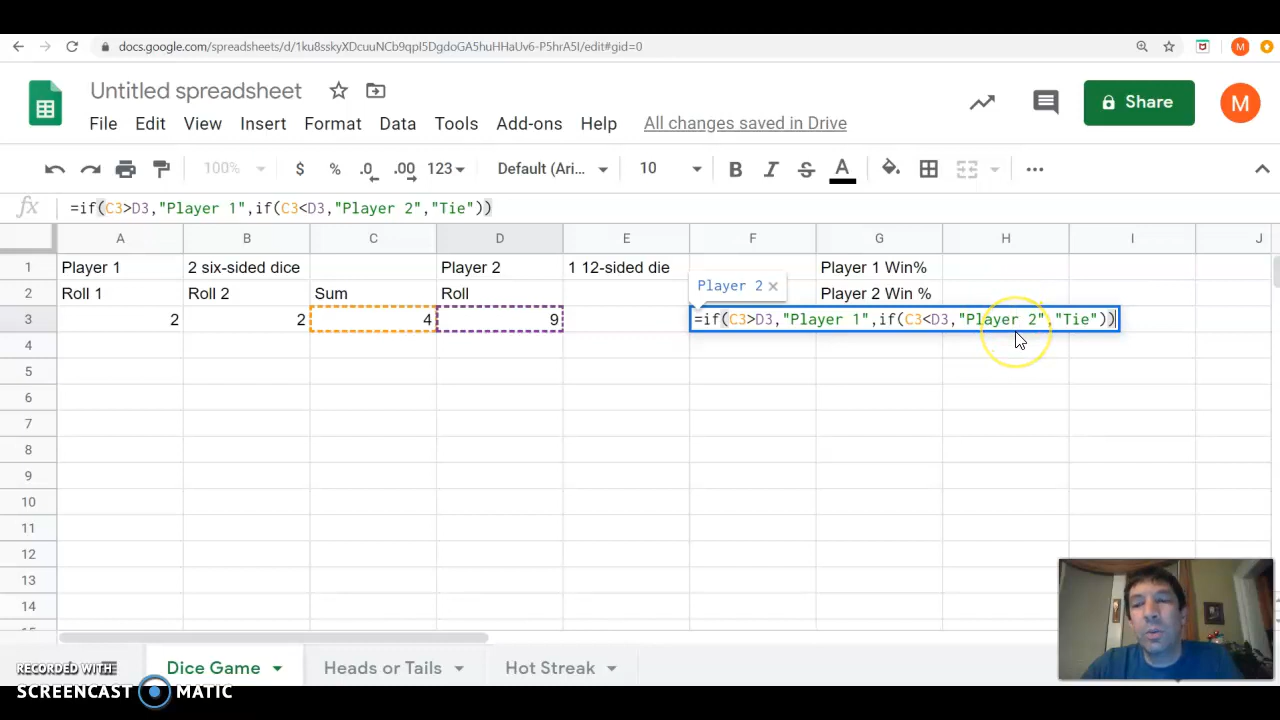 docs.google.com/spreadsheets/d/1ku8sskyXDcuuNCb9qpI5DgdoGA5huHHaUv6-P5hrA5I/edit#gid=0
Untitled spreadsheet
File Edit View Insert Format Data Tools Add-ons Help All changes saved in Drive
Share
M
M
100% $ % .0 .00 123 Default (Ari... 10 B I S A
fx =if(C3>D3,"Player 1",if(C3<D3,"Player 2","Tie"))
A B C D E F G H I J
1 Player 1 2 six-sided dice Player 2 1 12-sided die Player 1 Win%
Player 2 ×
2 Roll 1 Roll 2 Sum Roll Player 2 Win %
3 2 2 4 9 =if(C3>D3,"Player 1",if(C3<D3,"Player 2","Tie"))
4
5
6
7
8
9
10
11
12
13
14
Dice Game Heads or Tails Hot Streak
RECORDED WITH
SCREENCAST MATIC